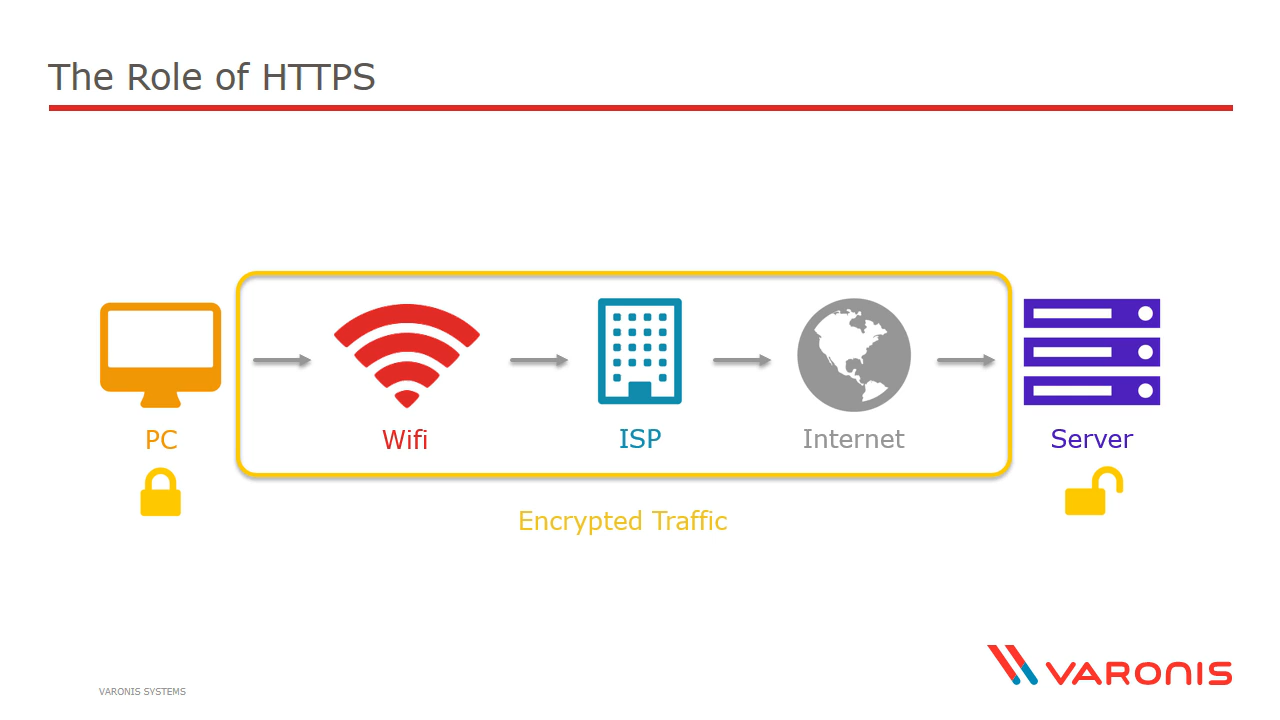 The Role of HTTPS
PC
Wifi
ISP
Internet
Server
Encrypted Traffic
VARONIS SYSTEMS
VARONIS